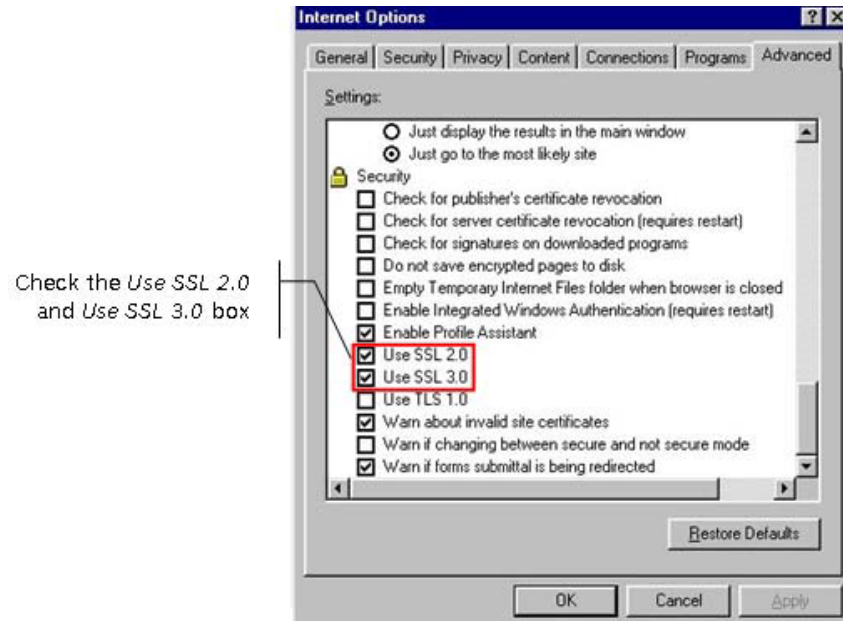 Internet Options
General Security Privacy Content Connections Programs Advanced
Settings:
Just display the results in the main window
Just go to the most likely site
Security
Check for publisher's certificate revocation
Check for server certificate revocation (requires restart)
Check for signatures on downloaded programs
Do not save encrypted pages to disk
Empty Temporary Internet Files folder when browser is closed
Enable Integrated Windows Authentication (requires restart)
Enable Profile Assistant
Use SSL 2.0
Use SSL 3.0
Use TLS 1.0
Warn about invalid site certificates
Warn if changing between secure and not secure mode
Warn if forms submittal is being redirected
Check the Use SSL 2.0
and Use SSL 3.0 box
Restore Defaults
OK Cancel Apply